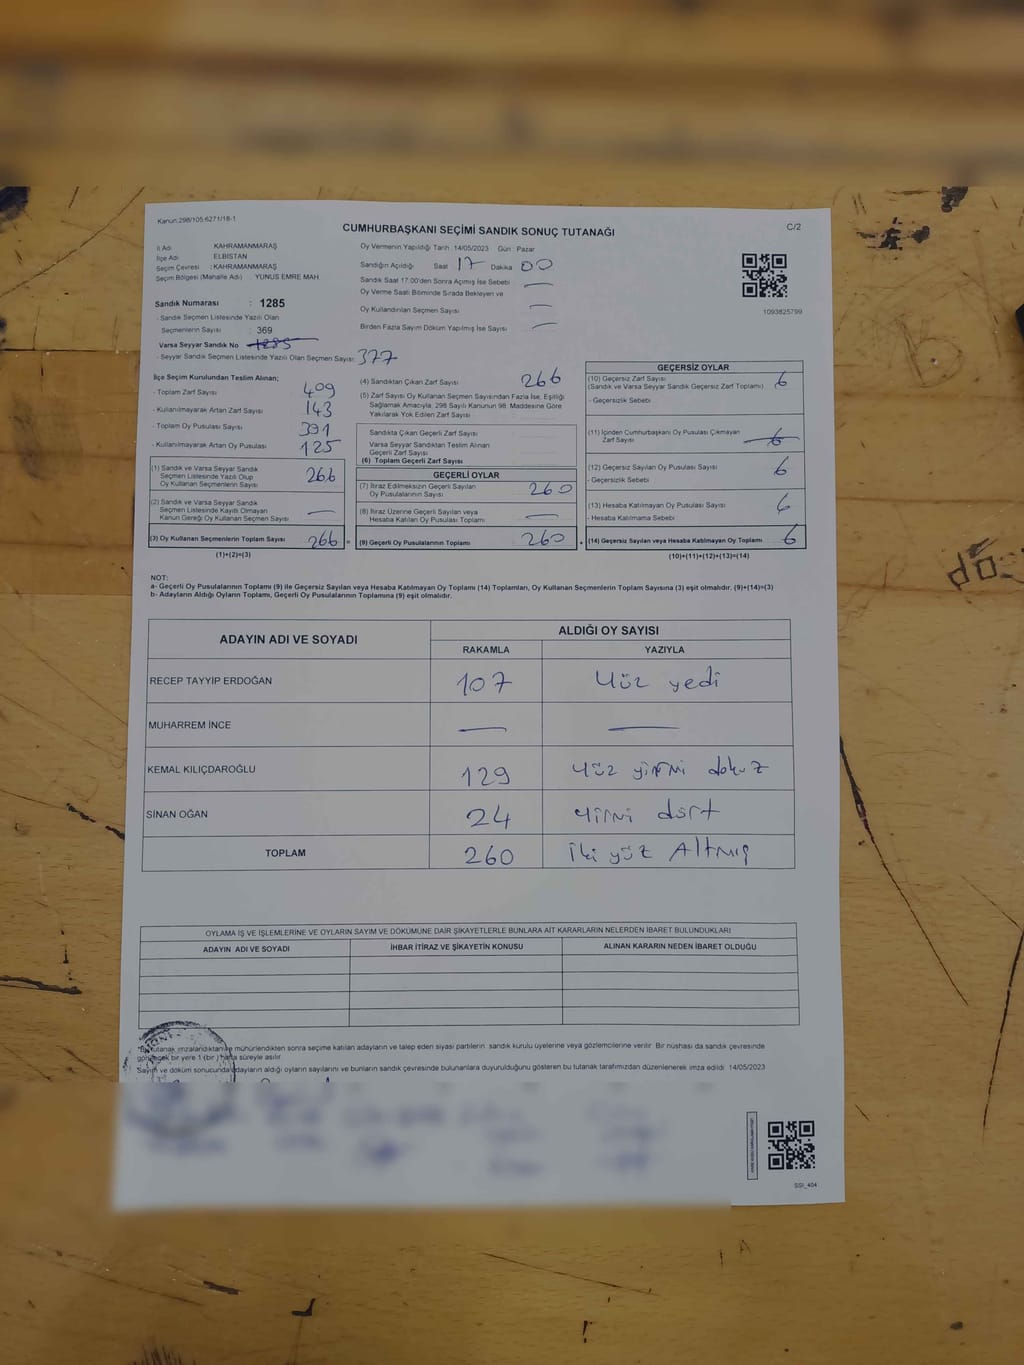 Kanun:298/105 6271/18-1
CUMHURBAŞKANI SEÇİMİ SANDIK SONUÇ TUTANAĞI
C/2
İl Adı KAHRAMANMARAŞ
İlçe Adı ELBİSTAN
Seçim Çevresi : KAHRAMANMARAŞ
Seçim Bölgesi (Mahalle Adı) YUNUS EMRE MAH.
Oy Vermenin Yapıldığı Tarih : 14/05/2023 Gün : Pazar
Sandığın Açıldığı Saat 17 Dakika 00
Sandık Saat 17:00'den Sonra Açılmış İse Sebebi —
Oy Verme Saati Bitiminde Sırada Bekleyen ve
Oy Kullandırılan Seçmen Sayısı —
Birden Fazla Sayım Döküm Yapılmış İse Sayısı —
1093825799
Sandık Numarası : 1285
- Sandık Seçmen Listesinde Yazılı Olan
Seçmenlerin Sayısı : 369
Varsa Seyyar Sandık No 1285
- Seyyar Sandık Seçmen Listesinde Yazılı Olan Seçmen Sayısı: 377
İlçe Seçim Kurulundan Teslim Alınan;
- Toplam Zarf Sayısı 409
- Kullanılmayarak Artan Zarf Sayısı 143
- Toplam Oy Pusulası Sayısı 391
- Kullanılmayarak Artan Oy Pusulası 125
(1) Sandık ve Varsa Seyyar Sandık
Seçmen Listesinde Yazılı Olup
Oy Kullanan Seçmenlerin Sayısı 266
(2) Sandık ve Varsa Seyyar Sandık
Seçmen Listesinde Kayıtlı Olmayan
Kanun Gereği Oy Kullanan Seçmen Sayısı —
(3) Oy Kullanan Seçmenlerin Toplam Sayısı 266 =
(1)+(2)=(3)
(4) Sandıktan Çıkan Zarf Sayısı 266
(5) Zarf Sayısı Oy Kullanan Seçmen Sayısından Fazla İse, Eşitliği
Sağlamak Amacıyla; 298 Sayılı Kanunun 98. Maddesine Göre
Yakılarak Yok Edilen Zarf Sayısı
Sandıkta Çıkan Geçerli Zarf Sayısı
Varsa Seyyar Sandıktan Teslim Alınan
Geçerli Zarf Sayısı
(6) Toplam Geçerli Zarf Sayısı
GEÇERLİ OYLAR
(7) İtiraz Edilmeksizin Geçerli Sayılan
Oy Pusulalarının Sayısı 260
(8) İtiraz Üzerine Geçerli Sayılan veya
Hesaba Katılan Oy Pusulası Toplamı —
(9) Geçerli Oy Pusulalarının Toplamı 260 +
GEÇERSİZ OYLAR
(10) Geçersiz Zarf Sayısı
(Sandık ve Varsa Seyyar Sandık Geçersiz Zarf Toplamı) 6
- Geçersizlik Sebebi
(11) İçinden Cumhurbaşkanı Oy Pusulası Çıkmayan
Zarf Sayısı 6
(12) Geçersiz Sayılan Oy Pusulası Sayısı 6
- Geçersizlik Sebebi
(13) Hesaba Katılmayan Oy Pusulası Sayısı 6
- Hesaba Katılmama Sebebi
(14) Geçersiz Sayılan veya Hesaba Katılmayan Oy Toplamı 6
(10)+(11)+(12)+(13)=(14)
NOT:
a- Geçerli Oy Pusulalarının Toplamı (9) ile Geçersiz Sayılan veya Hesaba Katılmayan Oy Toplamı (14) Toplamları, Oy Kullanan Seçmenlerin Toplam Sayısına (3) eşit olmalıdır. (9)+(14)=(3)
b- Adayların Aldığı Oyların Toplamı, Geçerli Oy Pusulalarının Toplamına (9) eşit olmalıdır.
ADAYIN ADI VE SOYADI ALDIĞI OY SAYISI
RAKAMLA YAZIYLA
RECEP TAYYİP ERDOĞAN 107 Yüz yedi
MUHARREM İNCE — —
KEMAL KILIÇDAROĞLU 129 Yüz yirmi dokuz
SİNAN OĞAN 24 Yirmi dört
TOPLAM 260 İki yüz Altmış
OYLAMA İŞ VE İŞLEMLERİNE VE OYLARIN SAYIM VE DÖKÜMÜNE DAİR ŞİKAYETLERLE BUNLARA AİT KARARLARIN NELERDEN İBARET BULUNDUKLARI
ADAYIN ADI VE SOYADI İHBAR İTİRAZ VE ŞİKAYETİN KONUSU ALINAN KARARIN NEDEN İBARET OLDUĞU
tutanak imzalandıktan ve mühürlendikten sonra seçime katılan adayların ve talep eden siyasi partilerin sandık kurulu üyelerine veya gözlemcilerine verilir. Bir nüshası da sandık çevresinde
bir yere 1 (bir) hafta süreyle asılır
Sayım ve döküm sonucunda adayların aldığı oyların sayılarını ve bunların sandık çevresinde bulunanlara duyurulduğunu gösteren bu tutanak tarafımızdan düzenlenerek imza edildi 14/05/2023
SSI_404